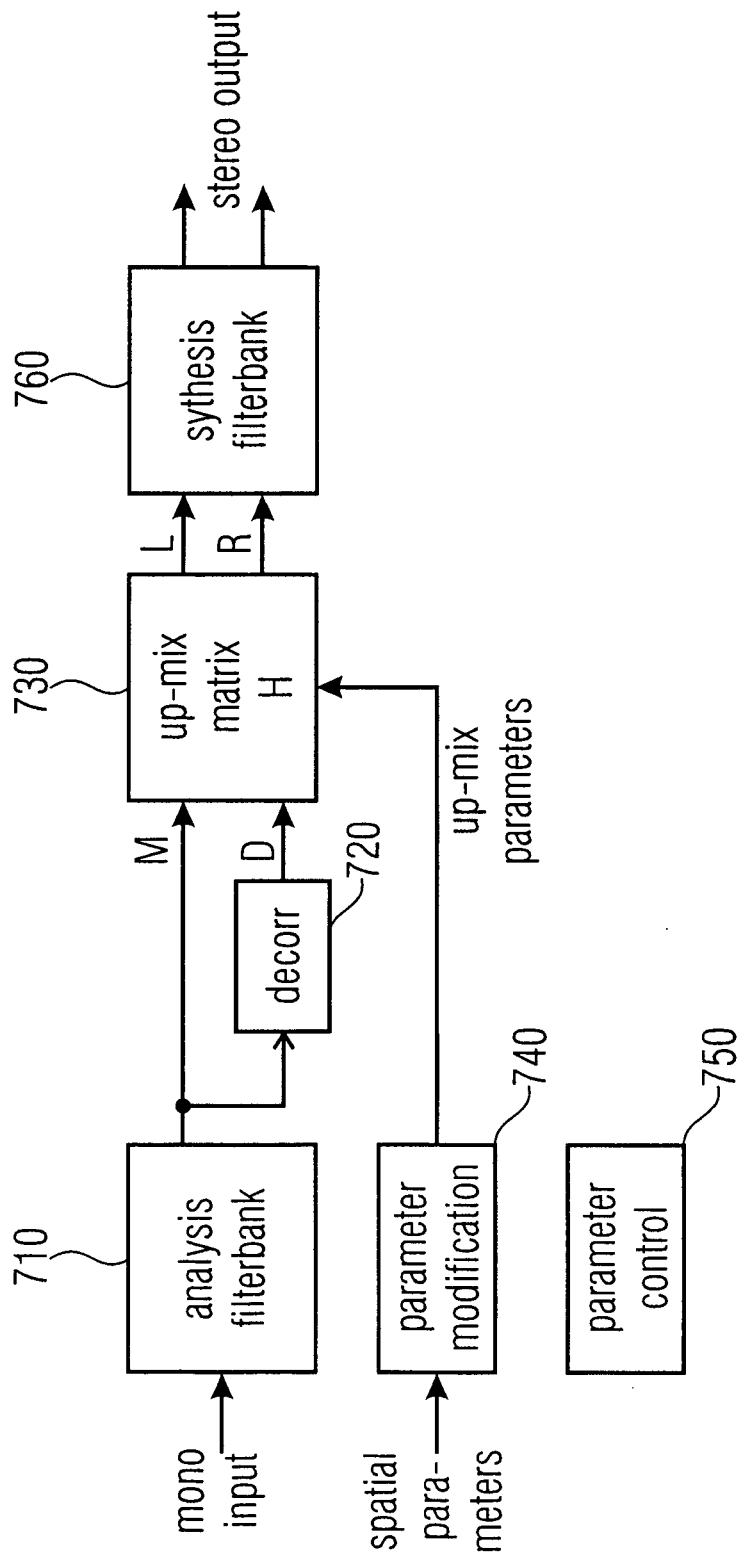 710
730
760
mono
input
analysis
filterbank
M
D
decorr
720
up-mix
matrix
H
L
R
sythesis
filterbank
stereo output
spatial
para-
meters
parameter
modification
740
up-mix
parameters
parameter
control
750